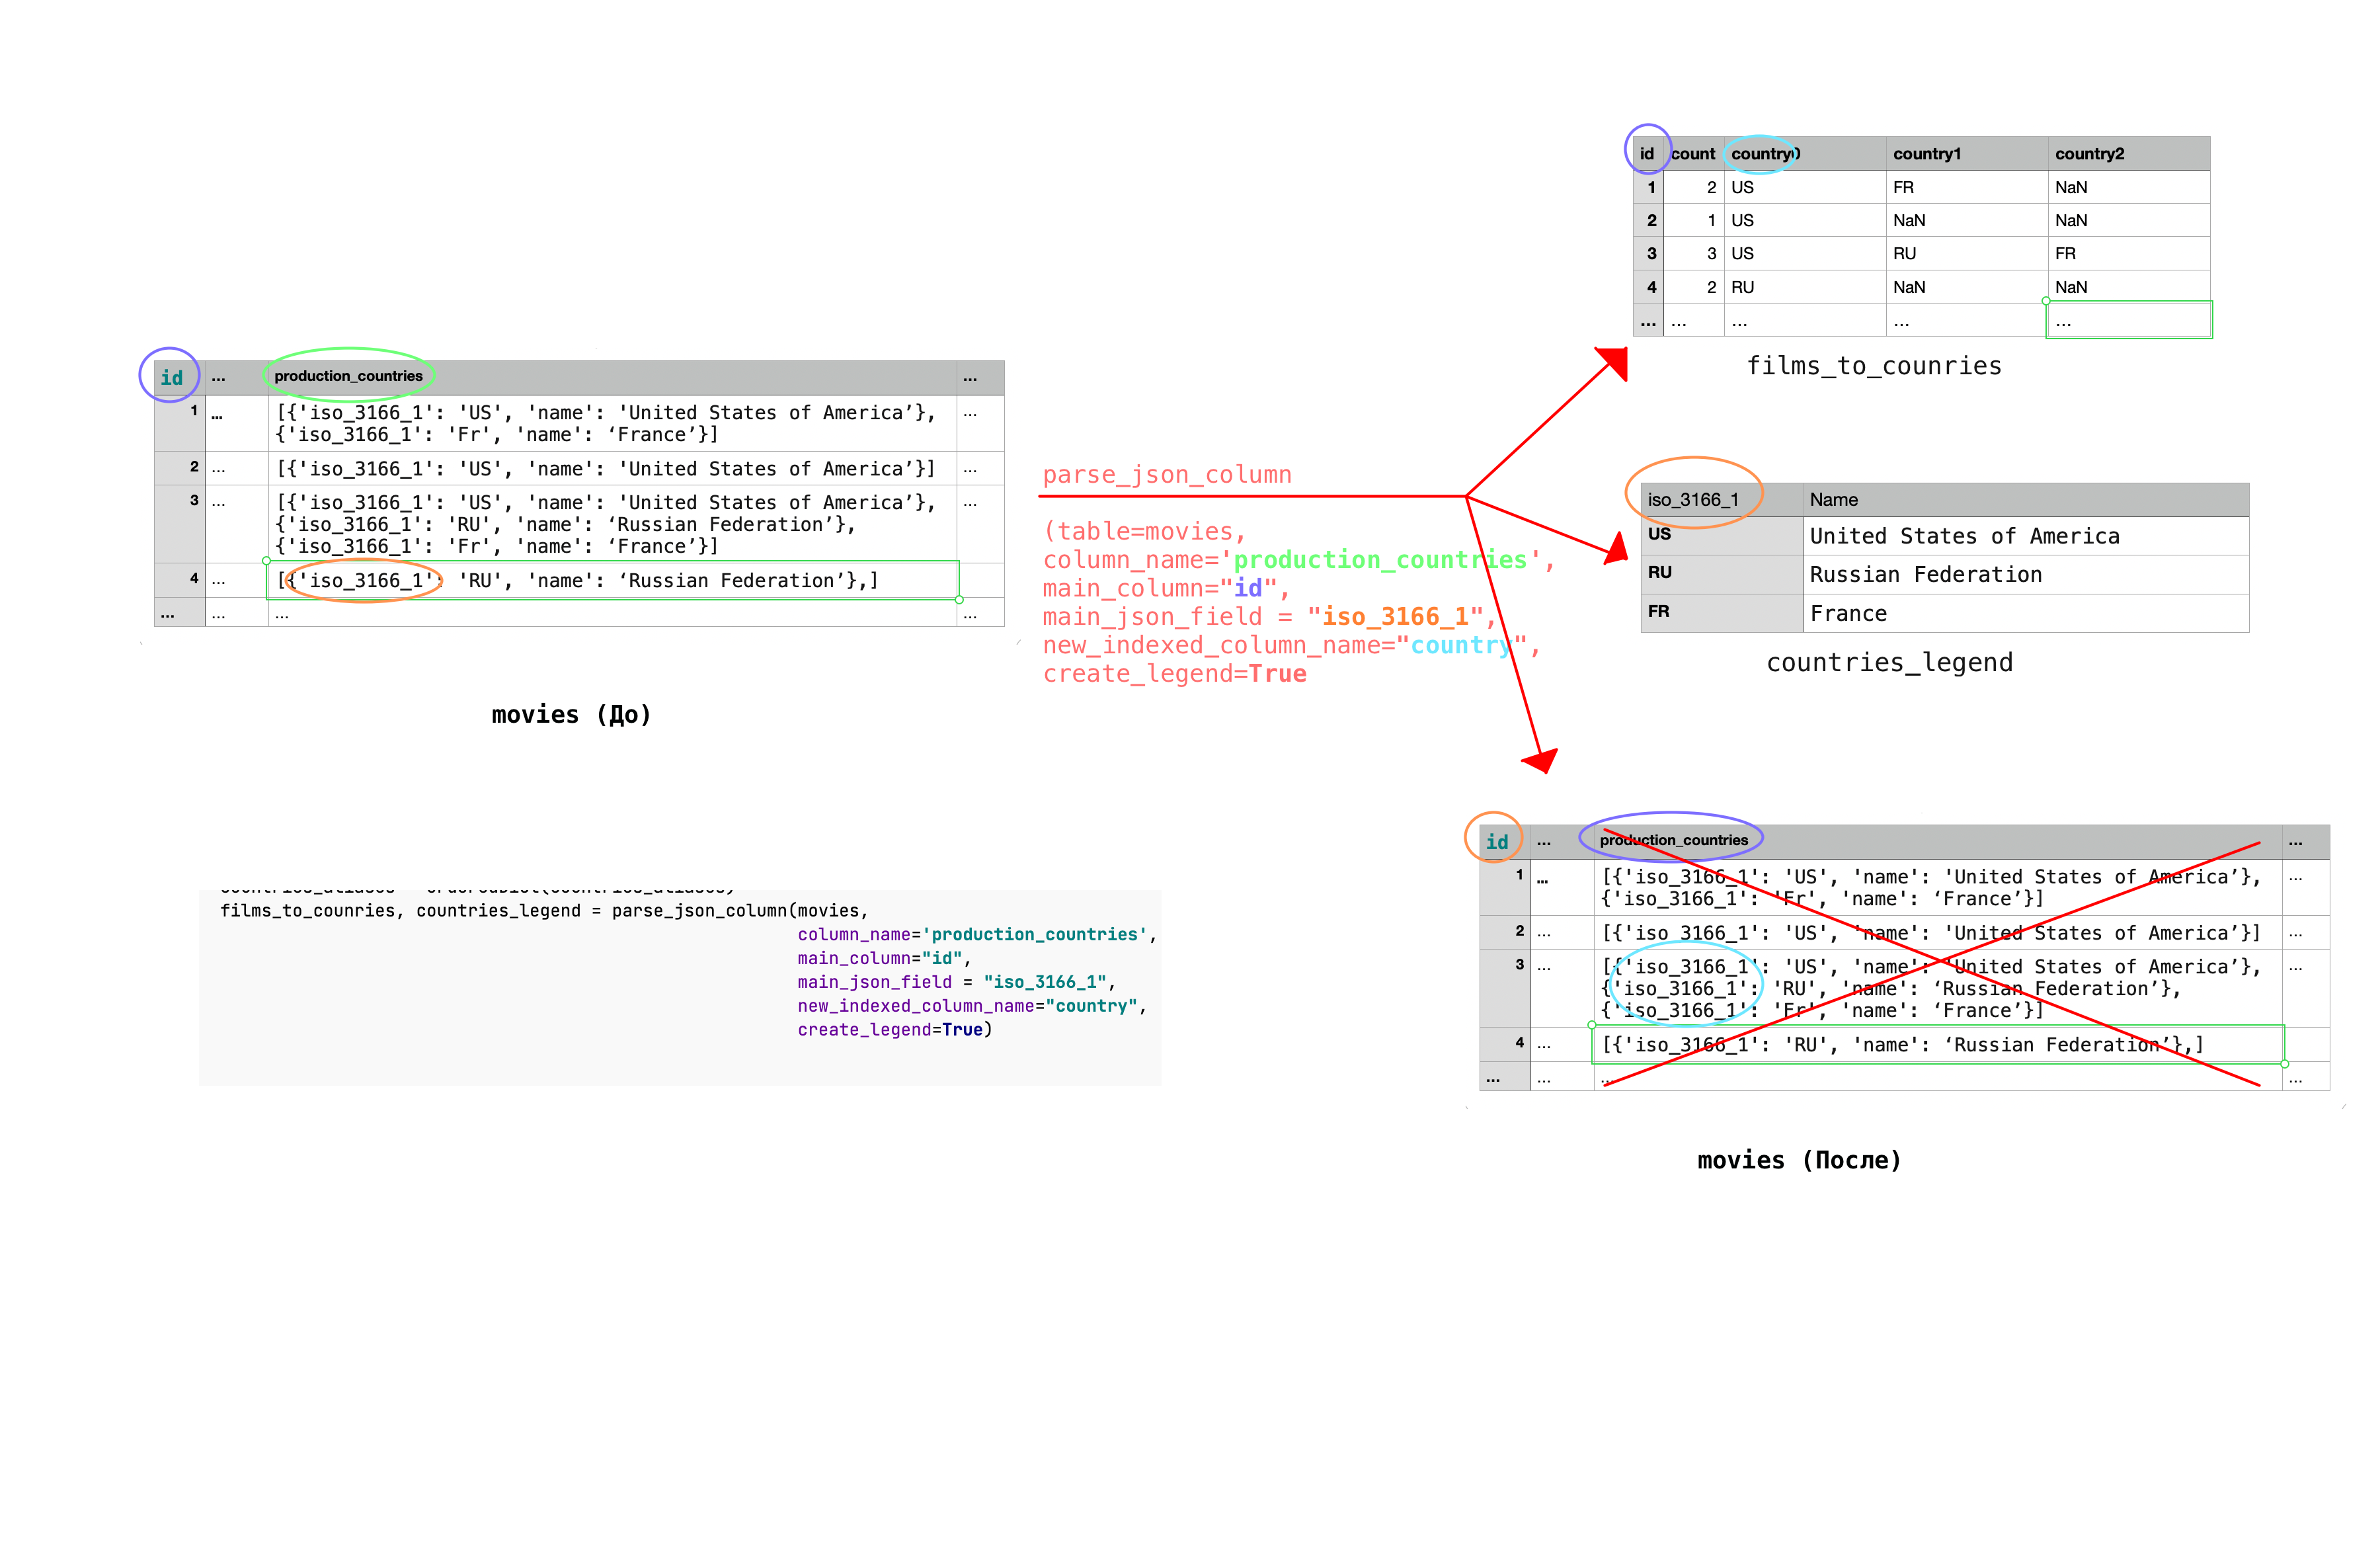 id count country0 country1 country2
1 2 US FR NaN
2 1 US NaN NaN
3 3 US RU FR
4 2 RU NaN NaN
... ... ... ... ...
films_to_counries
id ... production_countries ...
1 ... [{'iso_3166_1': 'US', 'name': 'United States of America’}, ...
{'iso_3166_1': 'Fr', 'name': ‘France’}]
2 ... [{'iso_3166_1': 'US', 'name': 'United States of America’}] ...
3 ... [{'iso_3166_1': 'US', 'name': 'United States of America’}, ...
{'iso_3166_1': 'RU', 'name': ‘Russian Federation’},
{'iso_3166_1': 'Fr', 'name': ‘France’}]
4 ... [{'iso_3166_1': 'RU', 'name': ‘Russian Federation’},]
... ... ... ...
movies (До)
parse_json_column
(table=movies,
column_name='production_countries',
main_column="id",
main_json_field = "iso_3166_1",
new_indexed_column_name="country",
create_legend=True
iso_3166_1 Name
US United States of America
RU Russian Federation
FR France
countries_legend
countries_aliases = OrderedDict(countries_aliases)
films_to_counries, countries_legend = parse_json_column(movies,
column_name='production_countries',
main_column="id",
main_json_field = "iso_3166_1",
new_indexed_column_name="country",
create_legend=True)
id ... production_countries ...
1 ... [{'iso_3166_1': 'US', 'name': 'United States of America’}, ...
{'iso_3166_1': 'Fr', 'name': ‘France’}]
2 ... [{'iso_3166_1': 'US', 'name': 'United States of America’}] ...
3 ... [{'iso_3166_1': 'US', 'name': 'United States of America’}, ...
{'iso_3166_1': 'RU', 'name': ‘Russian Federation’},
{'iso_3166_1': 'Fr', 'name': ‘France’}]
4 ... [{'iso_3166_1': 'RU', 'name': ‘Russian Federation’},]
... ... ... ...
movies (После)